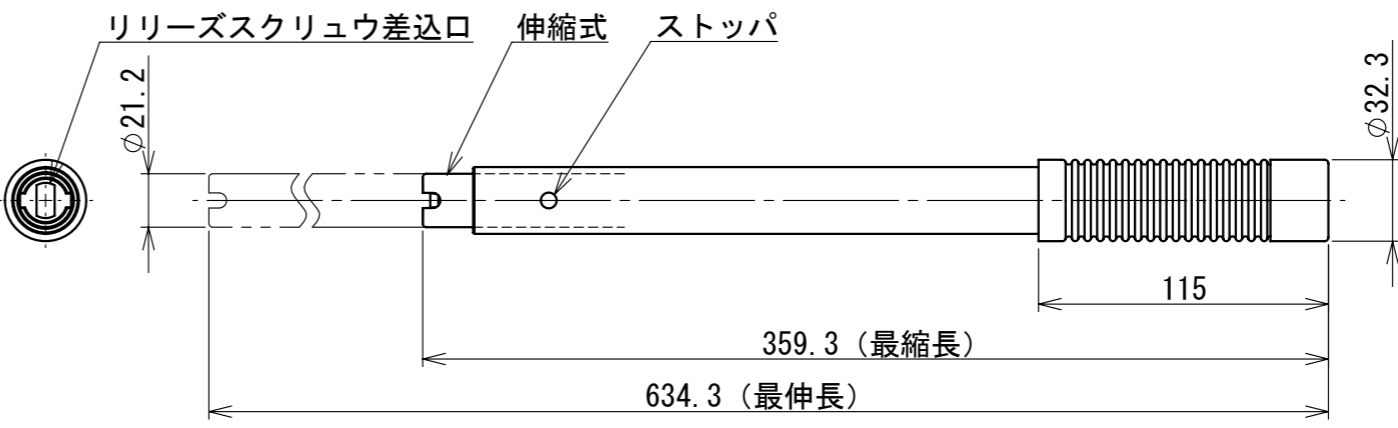 リリーズスクリュウ差込口
伸縮式
ストッパ
φ21.2
φ32.3
115
359.3（最縮長）
634.3（最伸長）